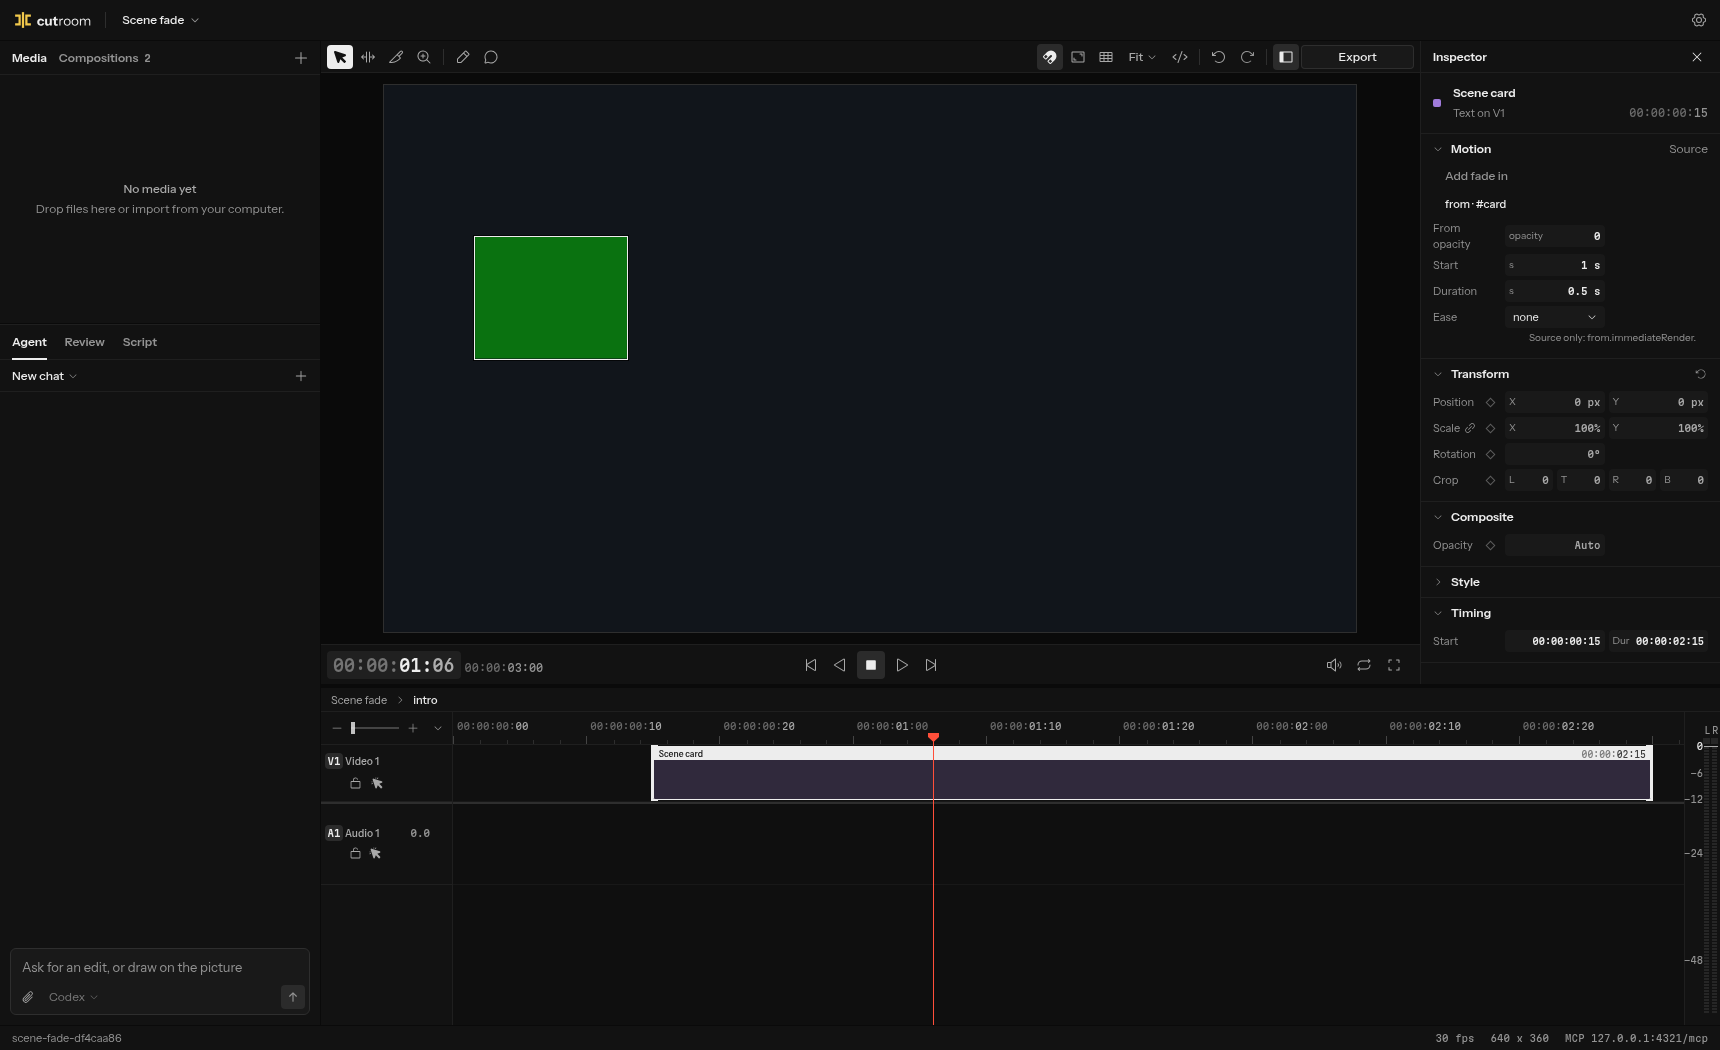 cutroom
Scene fade
Media
Compositions 2
Fit
Export
Inspector
No media yet
Drop files here or import from your computer.
Scene card
Text on V1
00:00:00:15
Motion
Source
Add fade in
from · #card
From opacity
opacity
0
Start
s
1 s
Duration
s
0.5 s
Ease
none
Source only: from.immediateRender.
Transform
Position
X
0 px
Y
0 px
Scale
X
100%
Y
100%
Rotation
0°
Crop
L
0
T
0
R
0
B
0
Composite
Opacity
Auto
Style
Timing
Start
00:00:00:15
Dur
00:00:02:15
Agent
Review
Script
New chat
Ask for an edit, or draw on the picture
Codex
00:00:01:06
00:00:03:00
Scene fade > intro
00:00:00:00
00:00:00:10
00:00:00:20
00:00:01:00
00:00:01:10
00:00:01:20
00:00:02:00
00:00:02:10
00:00:02:20
V1 Video 1
Scene card
00:00:02:15
A1 Audio 1
0.0
L R
0
-6
-12
-24
-48
scene-fade-df4caa86
30 fps
640 x 360
MCP 127.0.0.1:4321/mcp